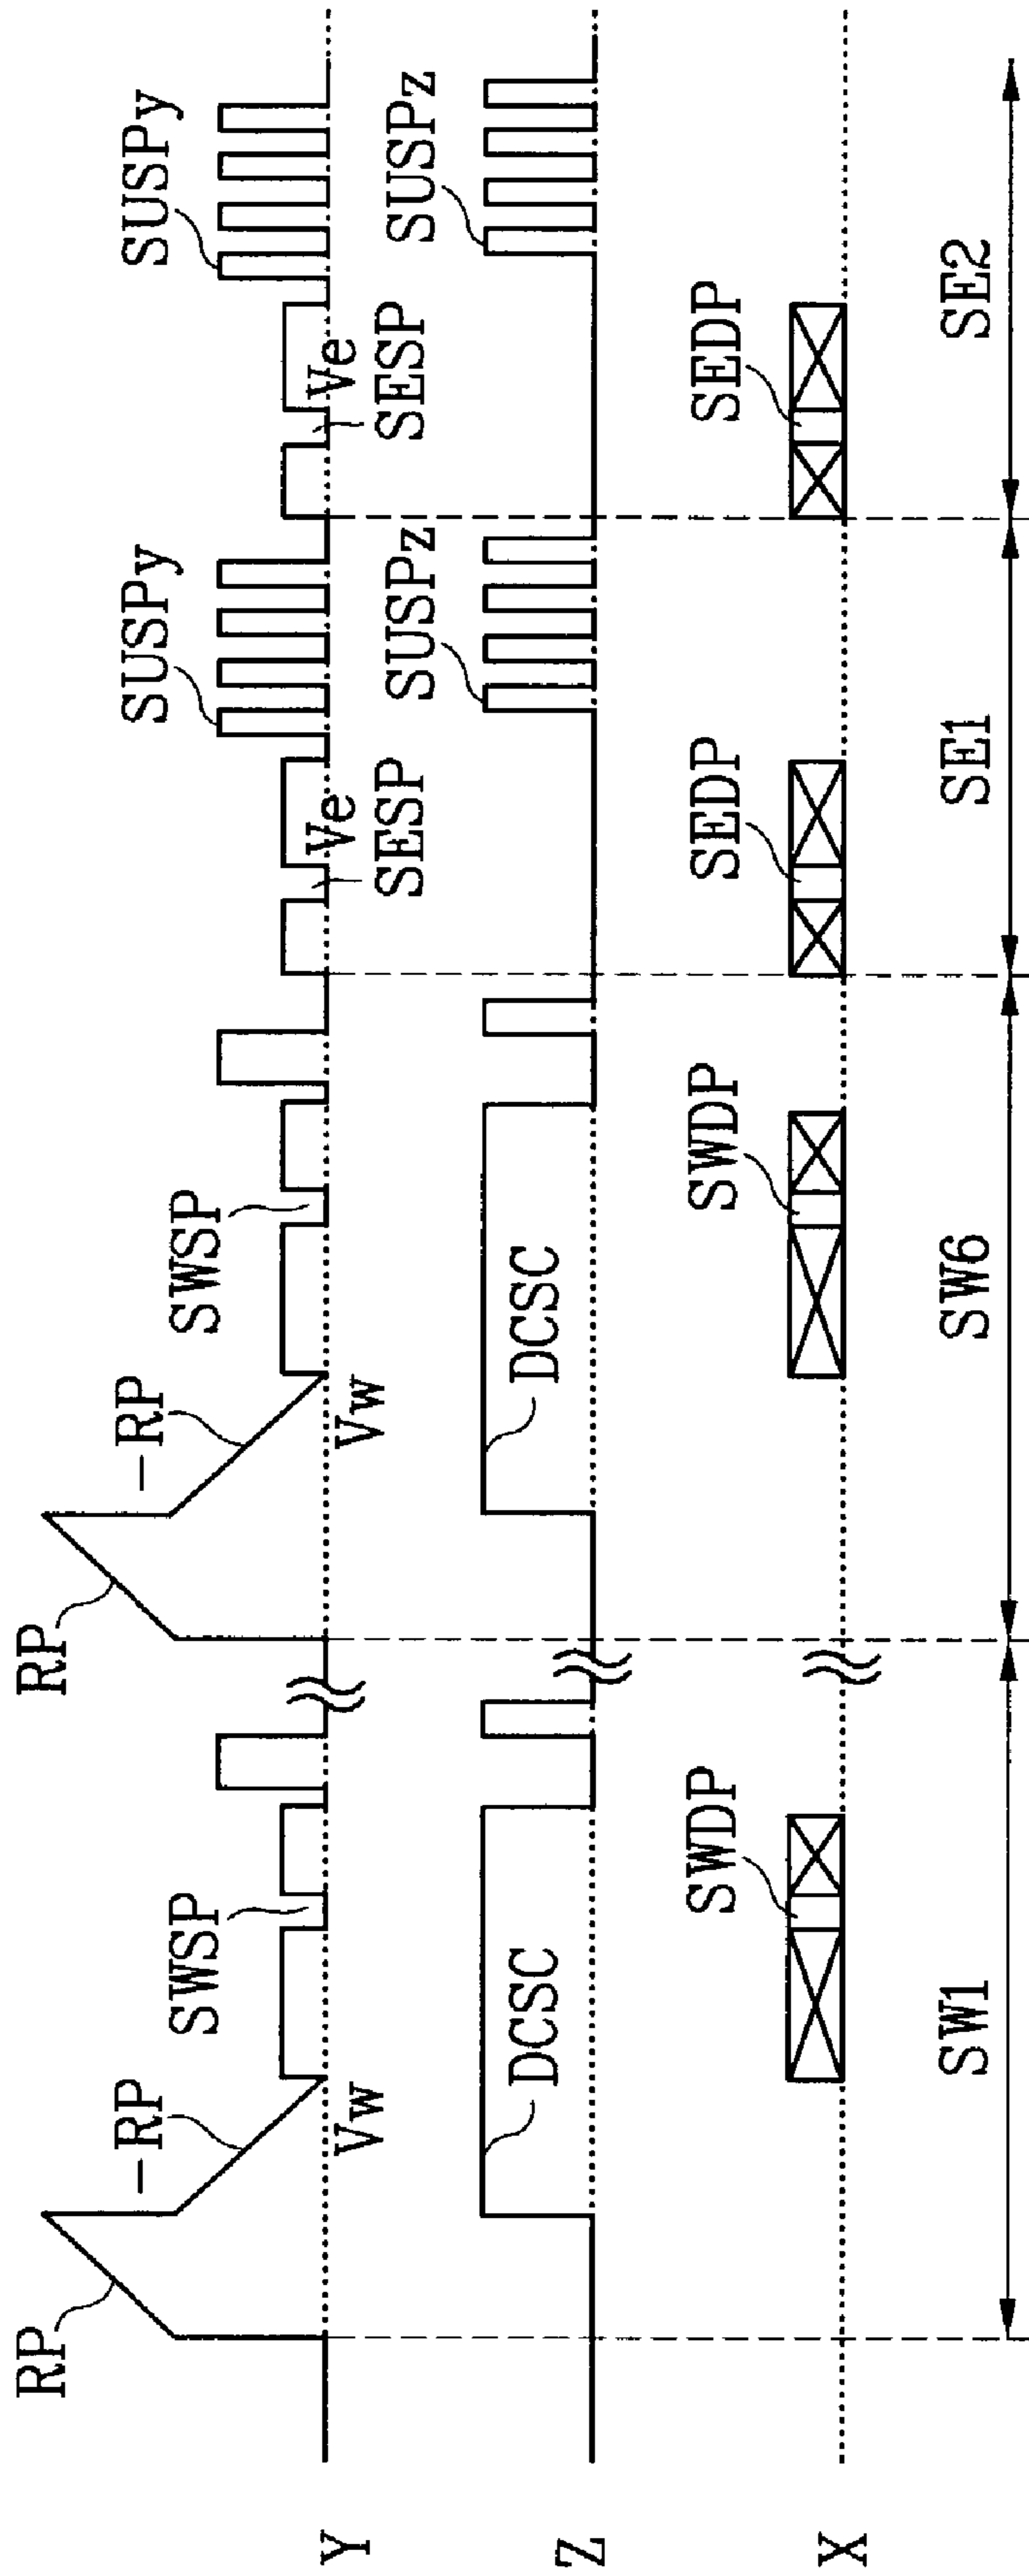 RP
-RP
Vw
SWSP
RP
-RP
Vw
SWSP
Ve
SESP
SUSPy
Ve
SESP
SUSPy
Y
DCSC
DCSC
SUSPz
SUSPz
Z
SWDP
SWDP
SEDP
SEDP
X
SW1
SW6
SE1
SE2